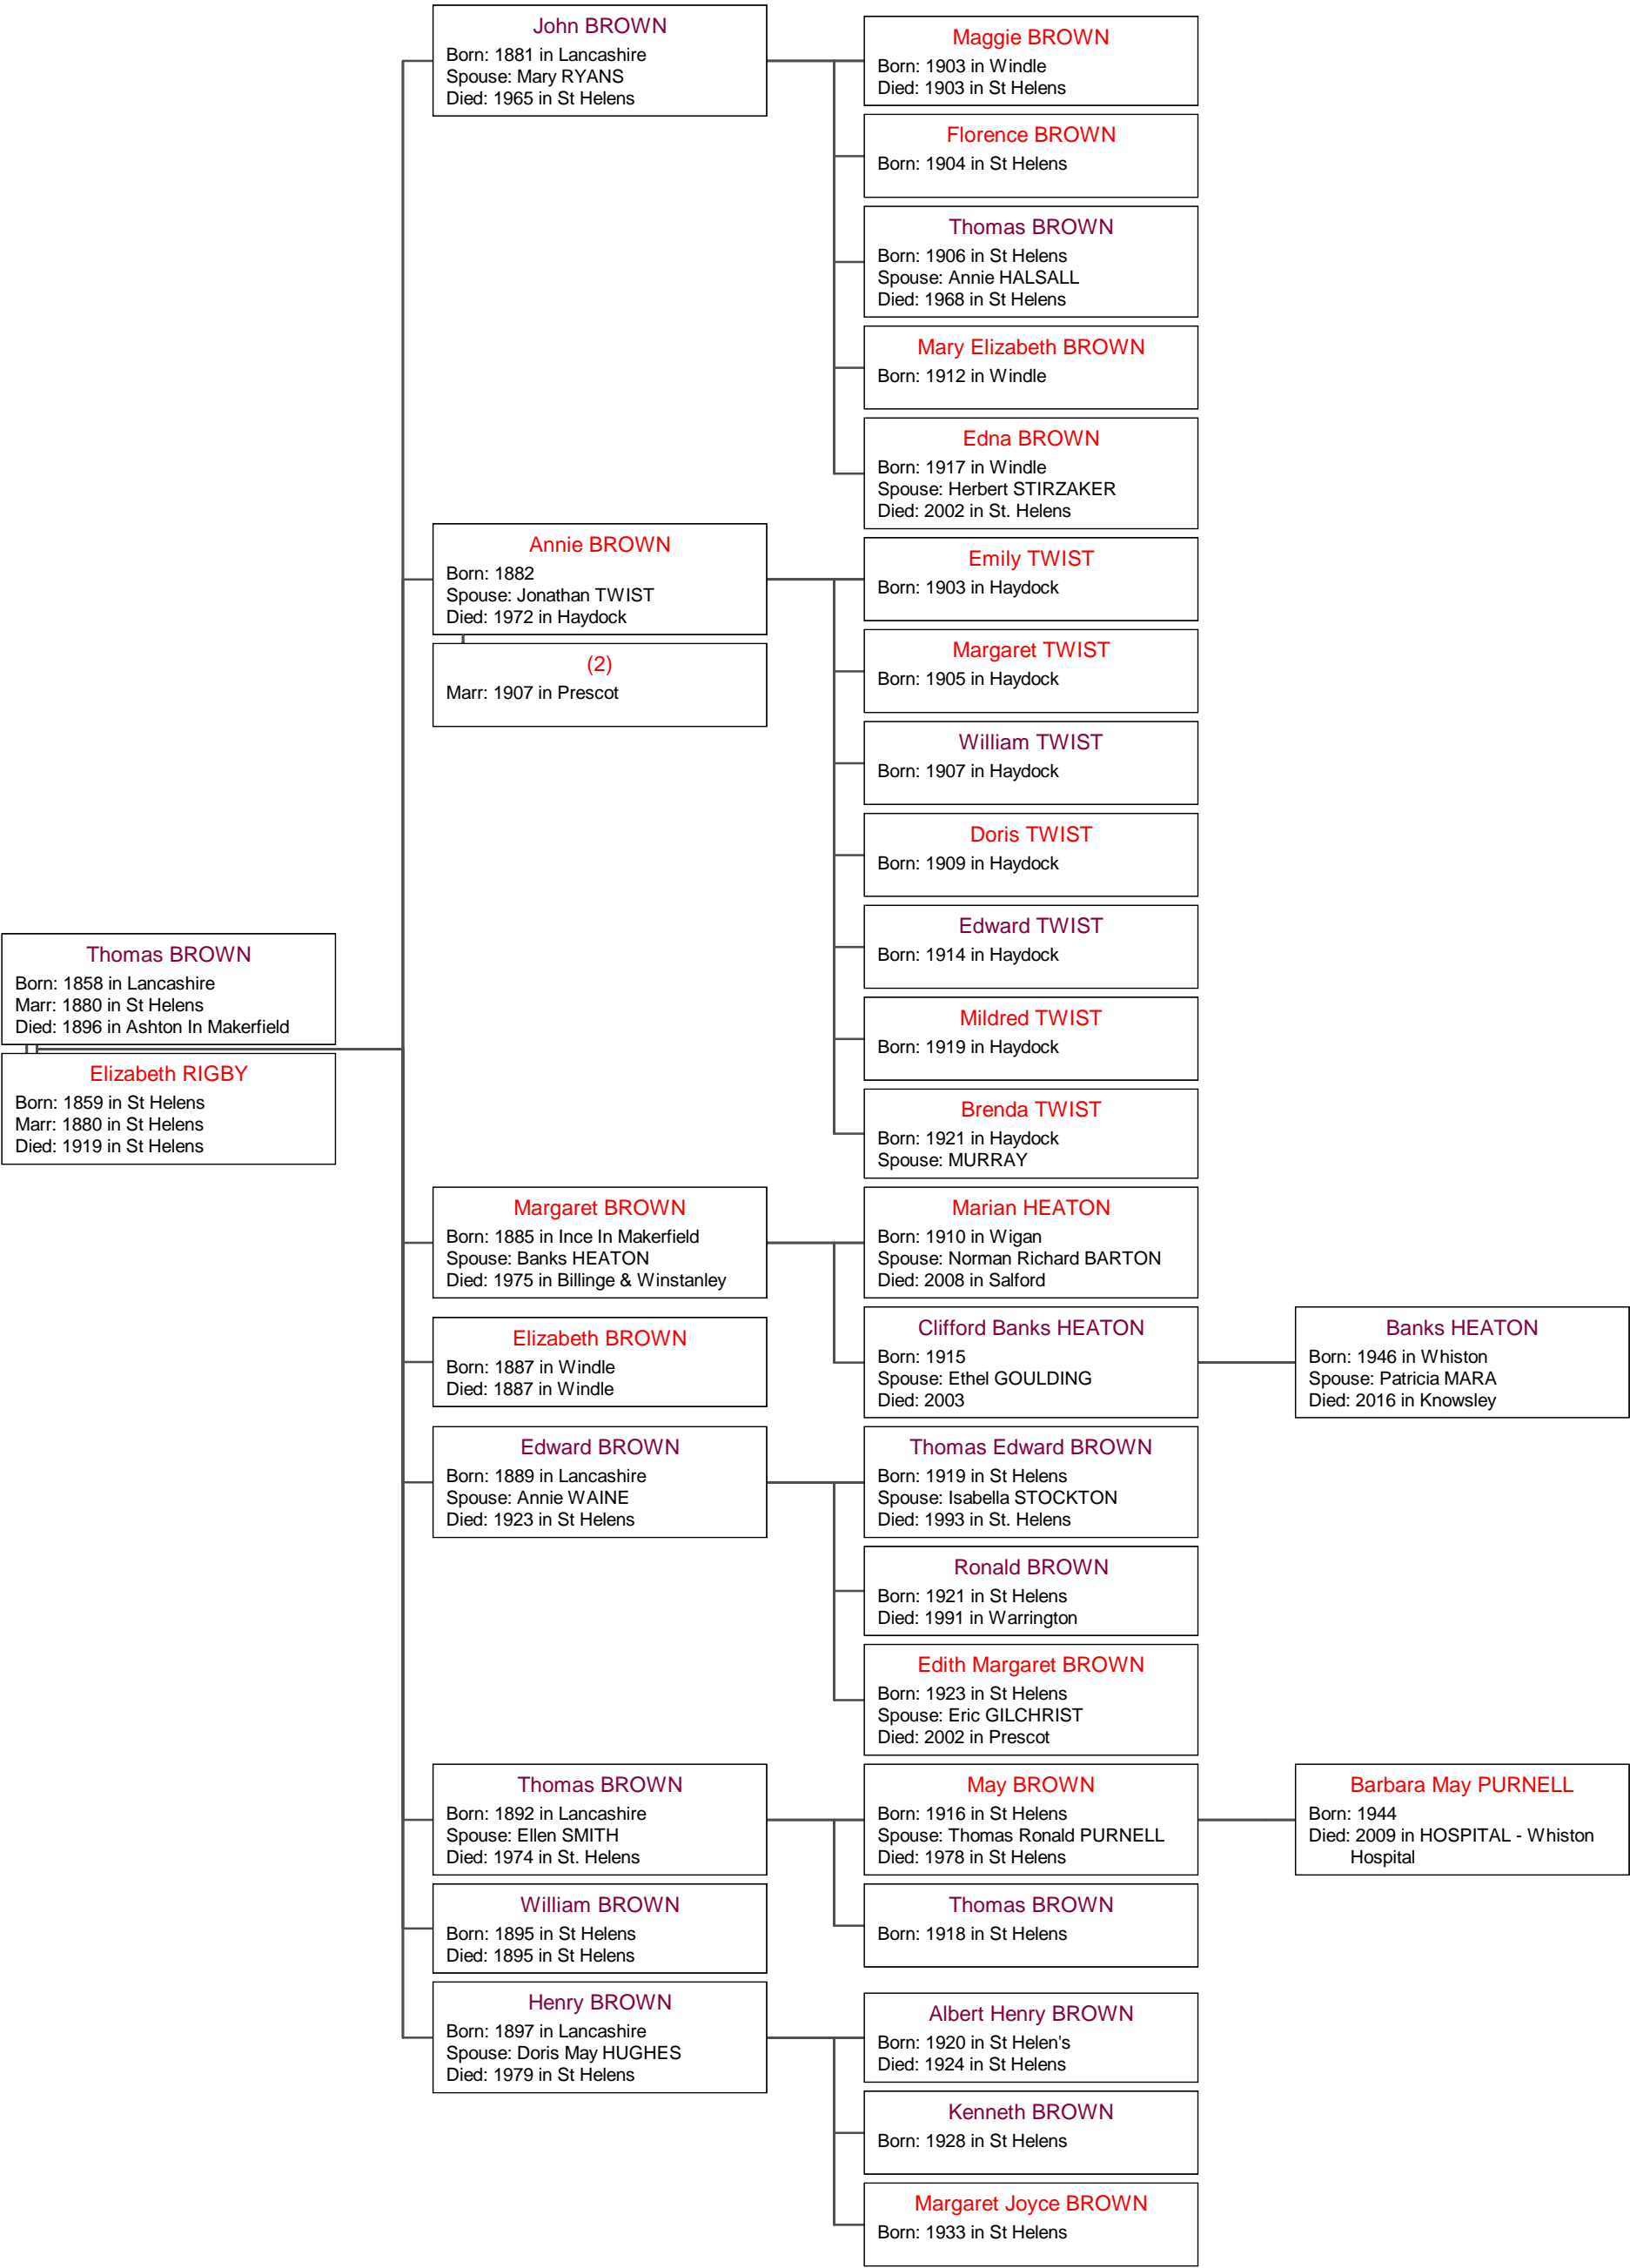 John BROWN
Born: 1881 in Lancashire
Spouse: Mary RYANS
Died: 1965 in St Helens
Maggie BROWN
Born: 1903 in Windle
Died: 1903 in St Helens
Florence BROWN
Born: 1904 in St Helens
Thomas BROWN
Born: 1906 in St Helens
Spouse: Annie HALSALL
Died: 1968 in St Helens
Mary Elizabeth BROWN
Born: 1912 in Windle
Edna BROWN
Born: 1917 in Windle
Spouse: Herbert STIRZAKER
Died: 2002 in St. Helens
Annie BROWN
Born: 1882
Spouse: Jonathan TWIST
Died: 1972 in Haydock
(2)
Marr: 1907 in Prescot
Emily TWIST
Born: 1903 in Haydock
Margaret TWIST
Born: 1905 in Haydock
William TWIST
Born: 1907 in Haydock
Doris TWIST
Born: 1909 in Haydock
Edward TWIST
Born: 1914 in Haydock
Mildred TWIST
Born: 1919 in Haydock
Brenda TWIST
Born: 1921 in Haydock
Spouse: MURRAY
Thomas BROWN
Born: 1858 in Lancashire
Marr: 1880 in St Helens
Died: 1896 in Ashton In Makerfield
Elizabeth RIGBY
Born: 1859 in St Helens
Marr: 1880 in St Helens
Died: 1919 in St Helens
Margaret BROWN
Born: 1885 in Ince In Makerfield
Spouse: Banks HEATON
Died: 1975 in Billinge & Winstanley
Marian HEATON
Born: 1910 in Wigan
Spouse: Norman Richard BARTON
Died: 2008 in Salford
Clifford Banks HEATON
Born: 1915
Spouse: Ethel GOULDING
Died: 2003
Banks HEATON
Born: 1946 in Whiston
Spouse: Patricia MARA
Died: 2016 in Knowsley
Elizabeth BROWN
Born: 1887 in Windle
Died: 1887 in Windle
Edward BROWN
Born: 1889 in Lancashire
Spouse: Annie WAINE
Died: 1923 in St Helens
Thomas Edward BROWN
Born: 1919 in St Helens
Spouse: Isabella STOCKTON
Died: 1993 in St. Helens
Ronald BROWN
Born: 1921 in St Helens
Died: 1991 in Warrington
Edith Margaret BROWN
Born: 1923 in St Helens
Spouse: Eric GILCHRIST
Died: 2002 in Prescot
Thomas BROWN
Born: 1892 in Lancashire
Spouse: Ellen SMITH
Died: 1974 in St. Helens
May BROWN
Born: 1916 in St Helens
Spouse: Thomas Ronald PURNELL
Died: 1978 in St Helens
Barbara May PURNELL
Born: 1944
Died: 2009 in HOSPITAL - Whiston
Hospital
Thomas BROWN
Born: 1918 in St Helens
William BROWN
Born: 1895 in St Helens
Died: 1895 in St Helens
Henry BROWN
Born: 1897 in Lancashire
Spouse: Doris May HUGHES
Died: 1979 in St Helens
Albert Henry BROWN
Born: 1920 in St Helen's
Died: 1924 in St Helens
Kenneth BROWN
Born: 1928 in St Helens
Margaret Joyce BROWN
Born: 1933 in St Helens